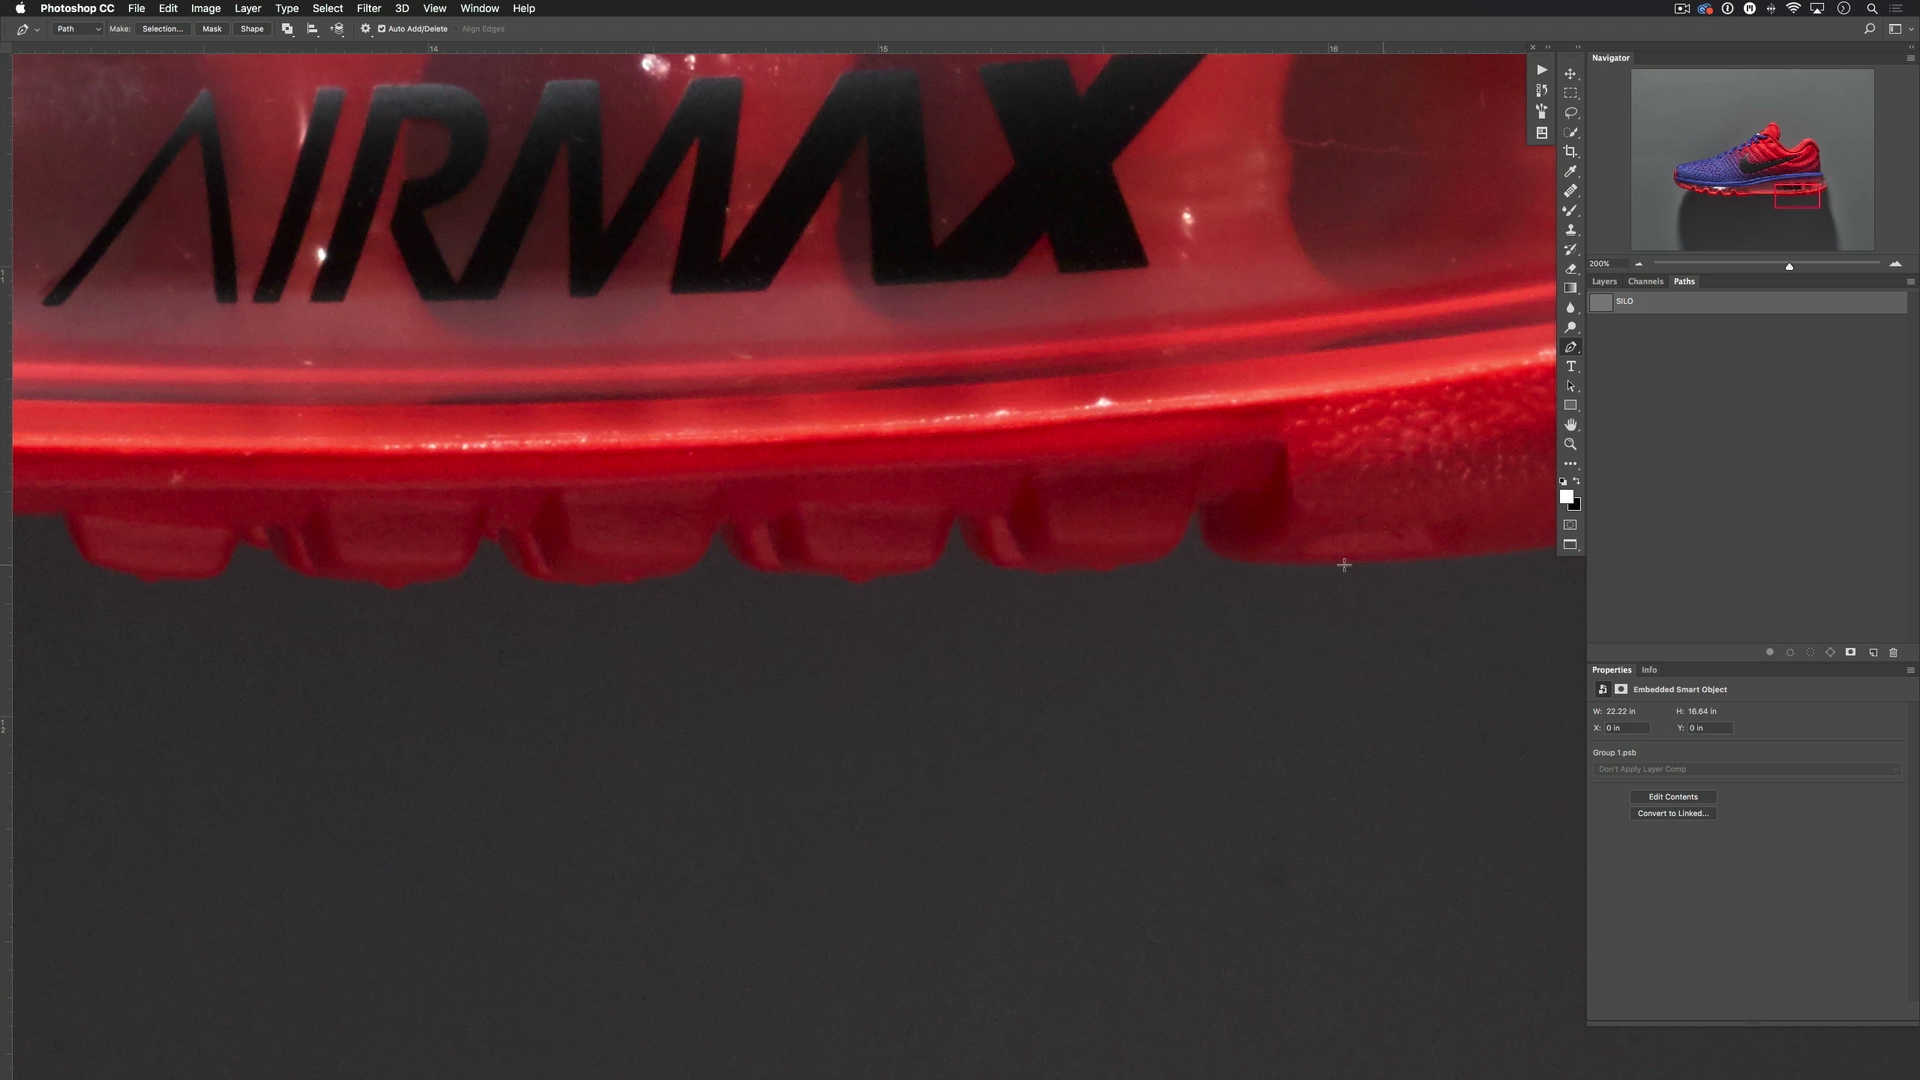 Photoshop CC File Edit Image Layer Type Select Filter 3D View Window Help
Path Make: Selection... Mask Shape Auto Add/Delete Align Edges
14 15 16
AIRMAX
11
12
Navigator
200%
Layers Channels Paths
SILO
Properties Info
Embedded Smart Object
W: 22.22 in H: 16.64 in
X: 0 in Y: 0 in
Group 1.psb
Don't Apply Layer Comp
Edit Contents
Convert to Linked...